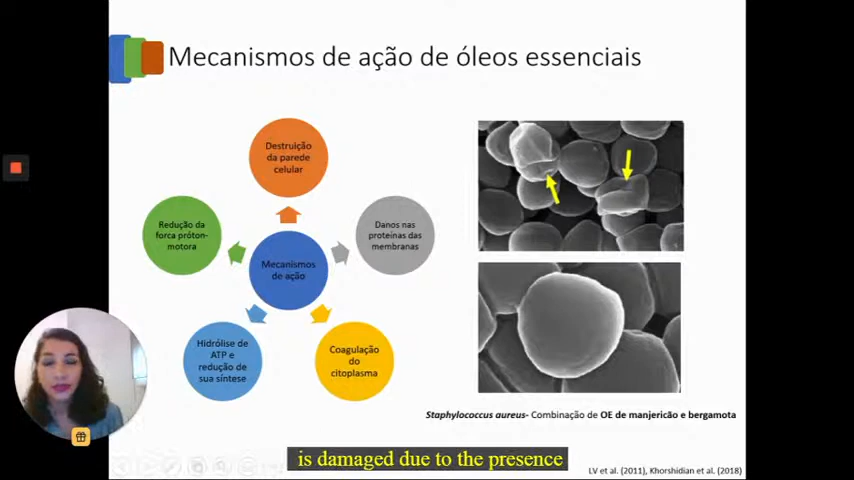 Mecanismos de ação de óleos essenciais
Destruição
da parede
celular
Redução da
força próton-
motora
Danos nas
proteínas das
membranas
Mecanismos
de ação
Hidrólise de
ATP e
redução de
sua síntese
Coagulação
do
citoplasma
Staphylococcus aureus- Combinação de OE de manjericão e bergamota
is damaged due to the presence
LV et al. (2011), Khorshidian et al. (2018)